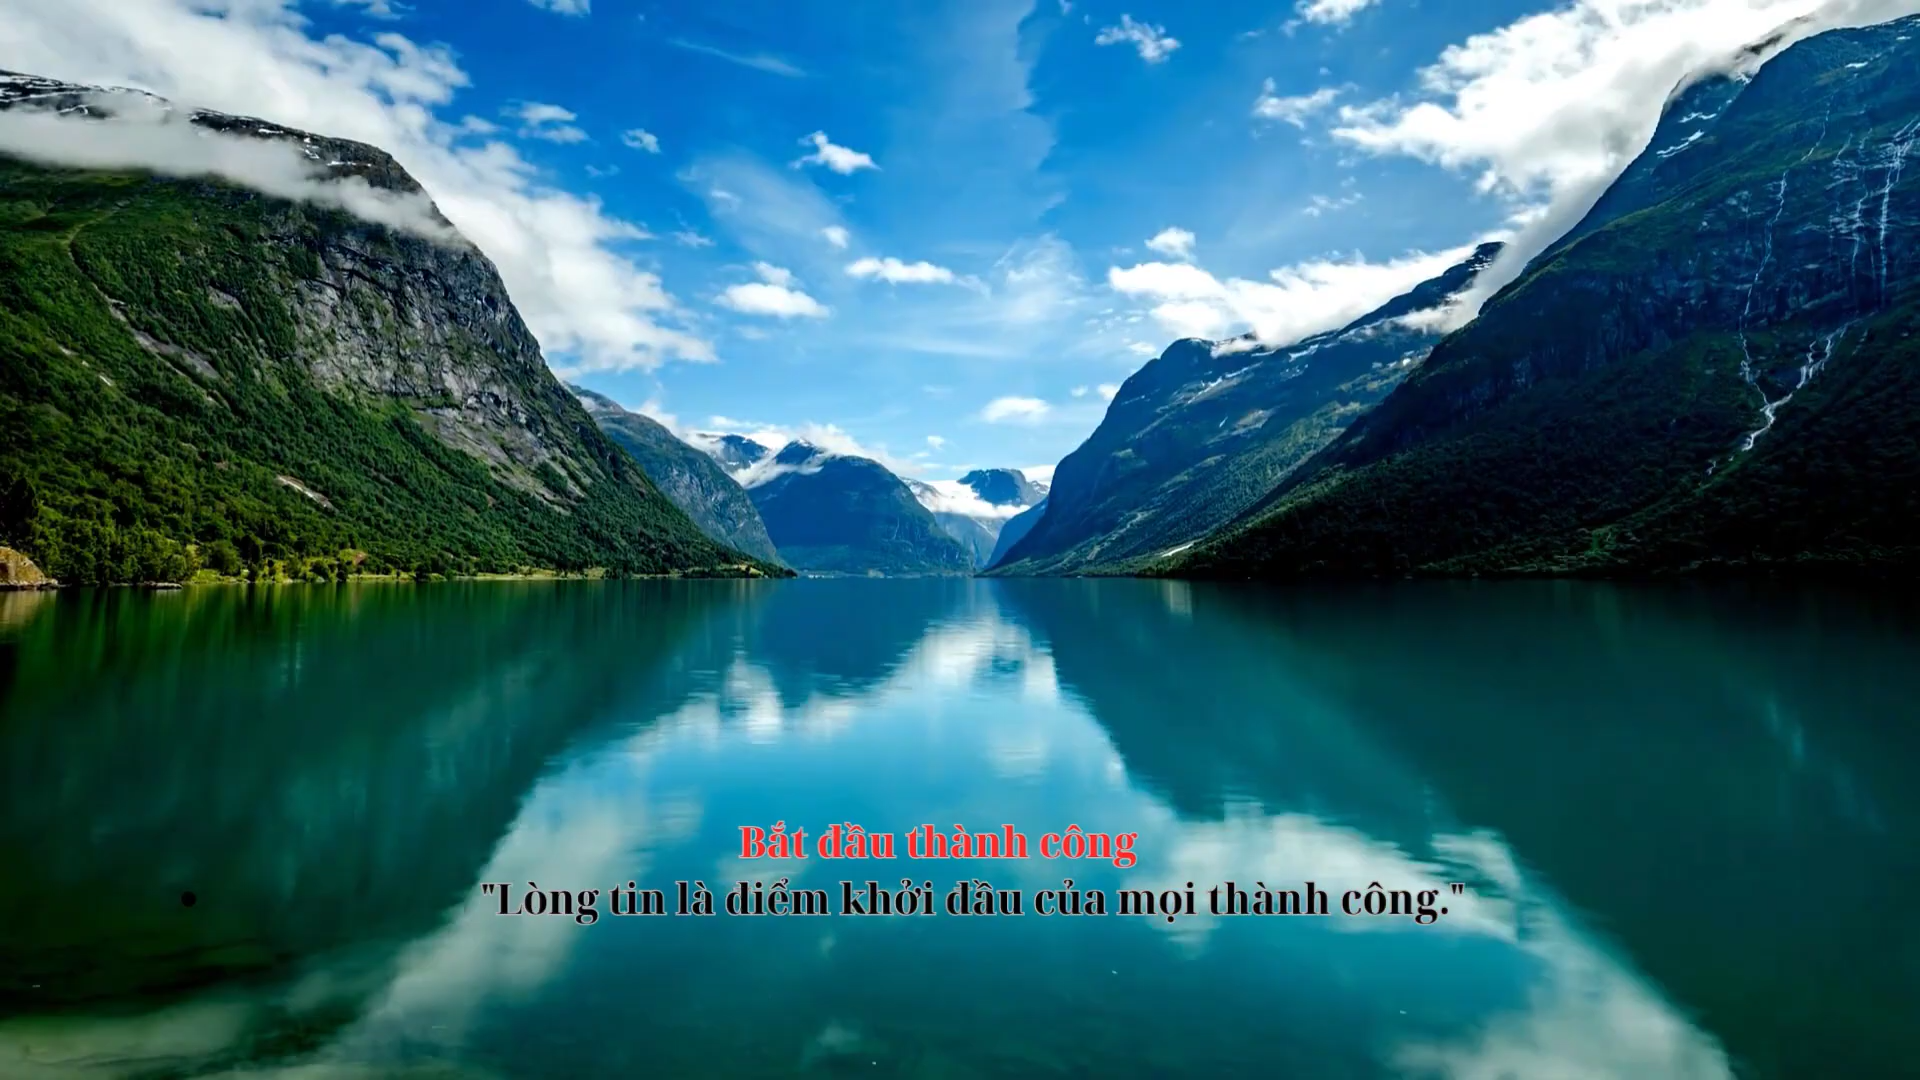 Bắt đầu thành công
"Lòng tin là điểm khởi đầu của mọi thành công."